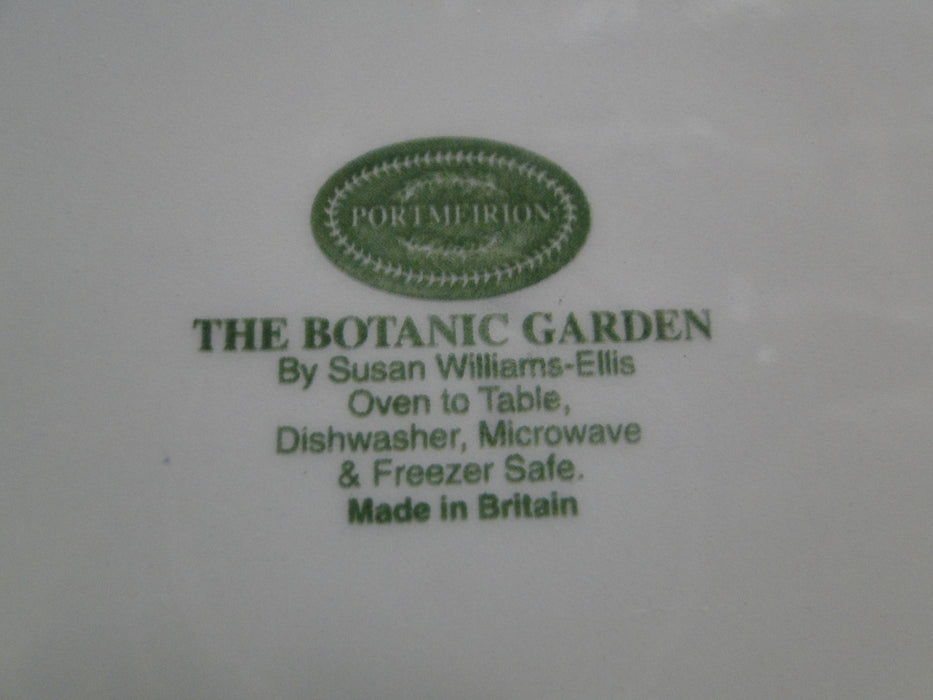 PORTMEIRION
THE BOTANIC GARDEN
By Susan Williams-Ellis
Oven to Table,
Dishwasher, Microwave
& Freezer Safe.
Made in Britain